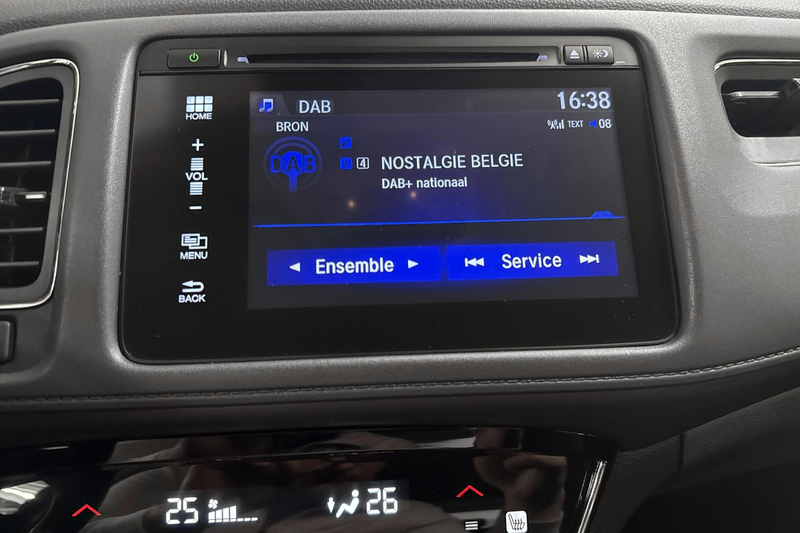 DAB
16:38
BRON
TEXT 08
HOME
+
VOL
−
DAB
4 NOSTALGIE BELGIE
DAB+ nationaal
MENU
BACK
Ensemble
Service
25
26